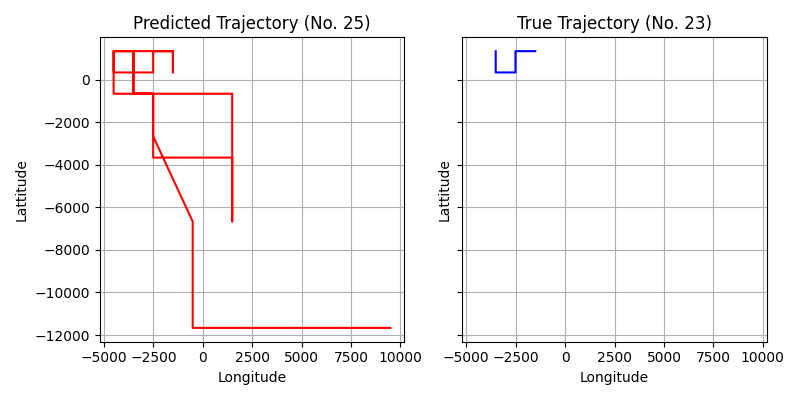 Predicted Trajectory (No. 25)
True Trajectory (No. 23)
0
−2000
−4000
−6000
−8000
−10000
−12000
Lattitude
Lattitude
−5000 −2500 0 2500 5000 7500 10000
−5000 −2500 0 2500 5000 7500 10000
Longitude
Longitude